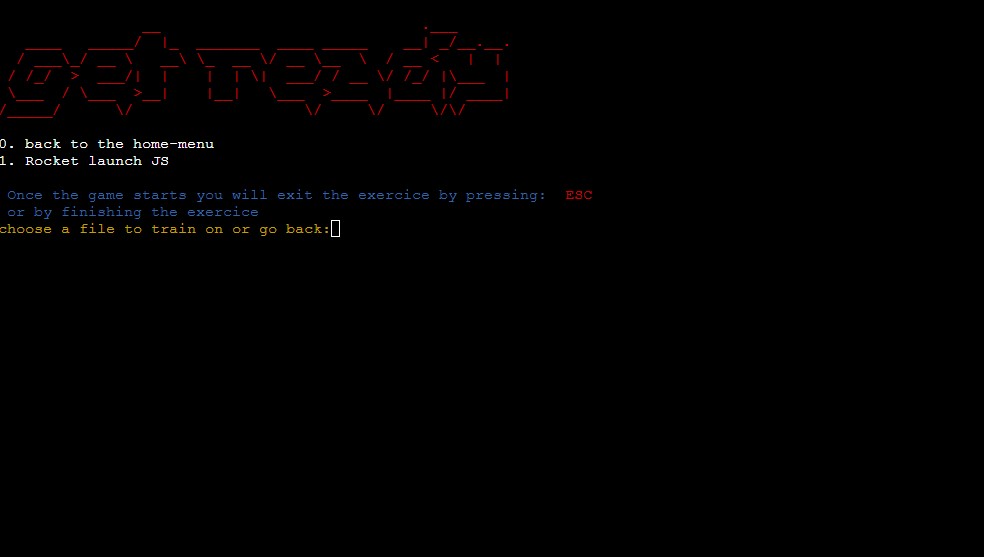 get ready
0. back to the home-menu
1. Rocket launch JS
Once the game starts you will exit the exercice by pressing: ESC
or by finishing the exercice
choose a file to train on or go back: